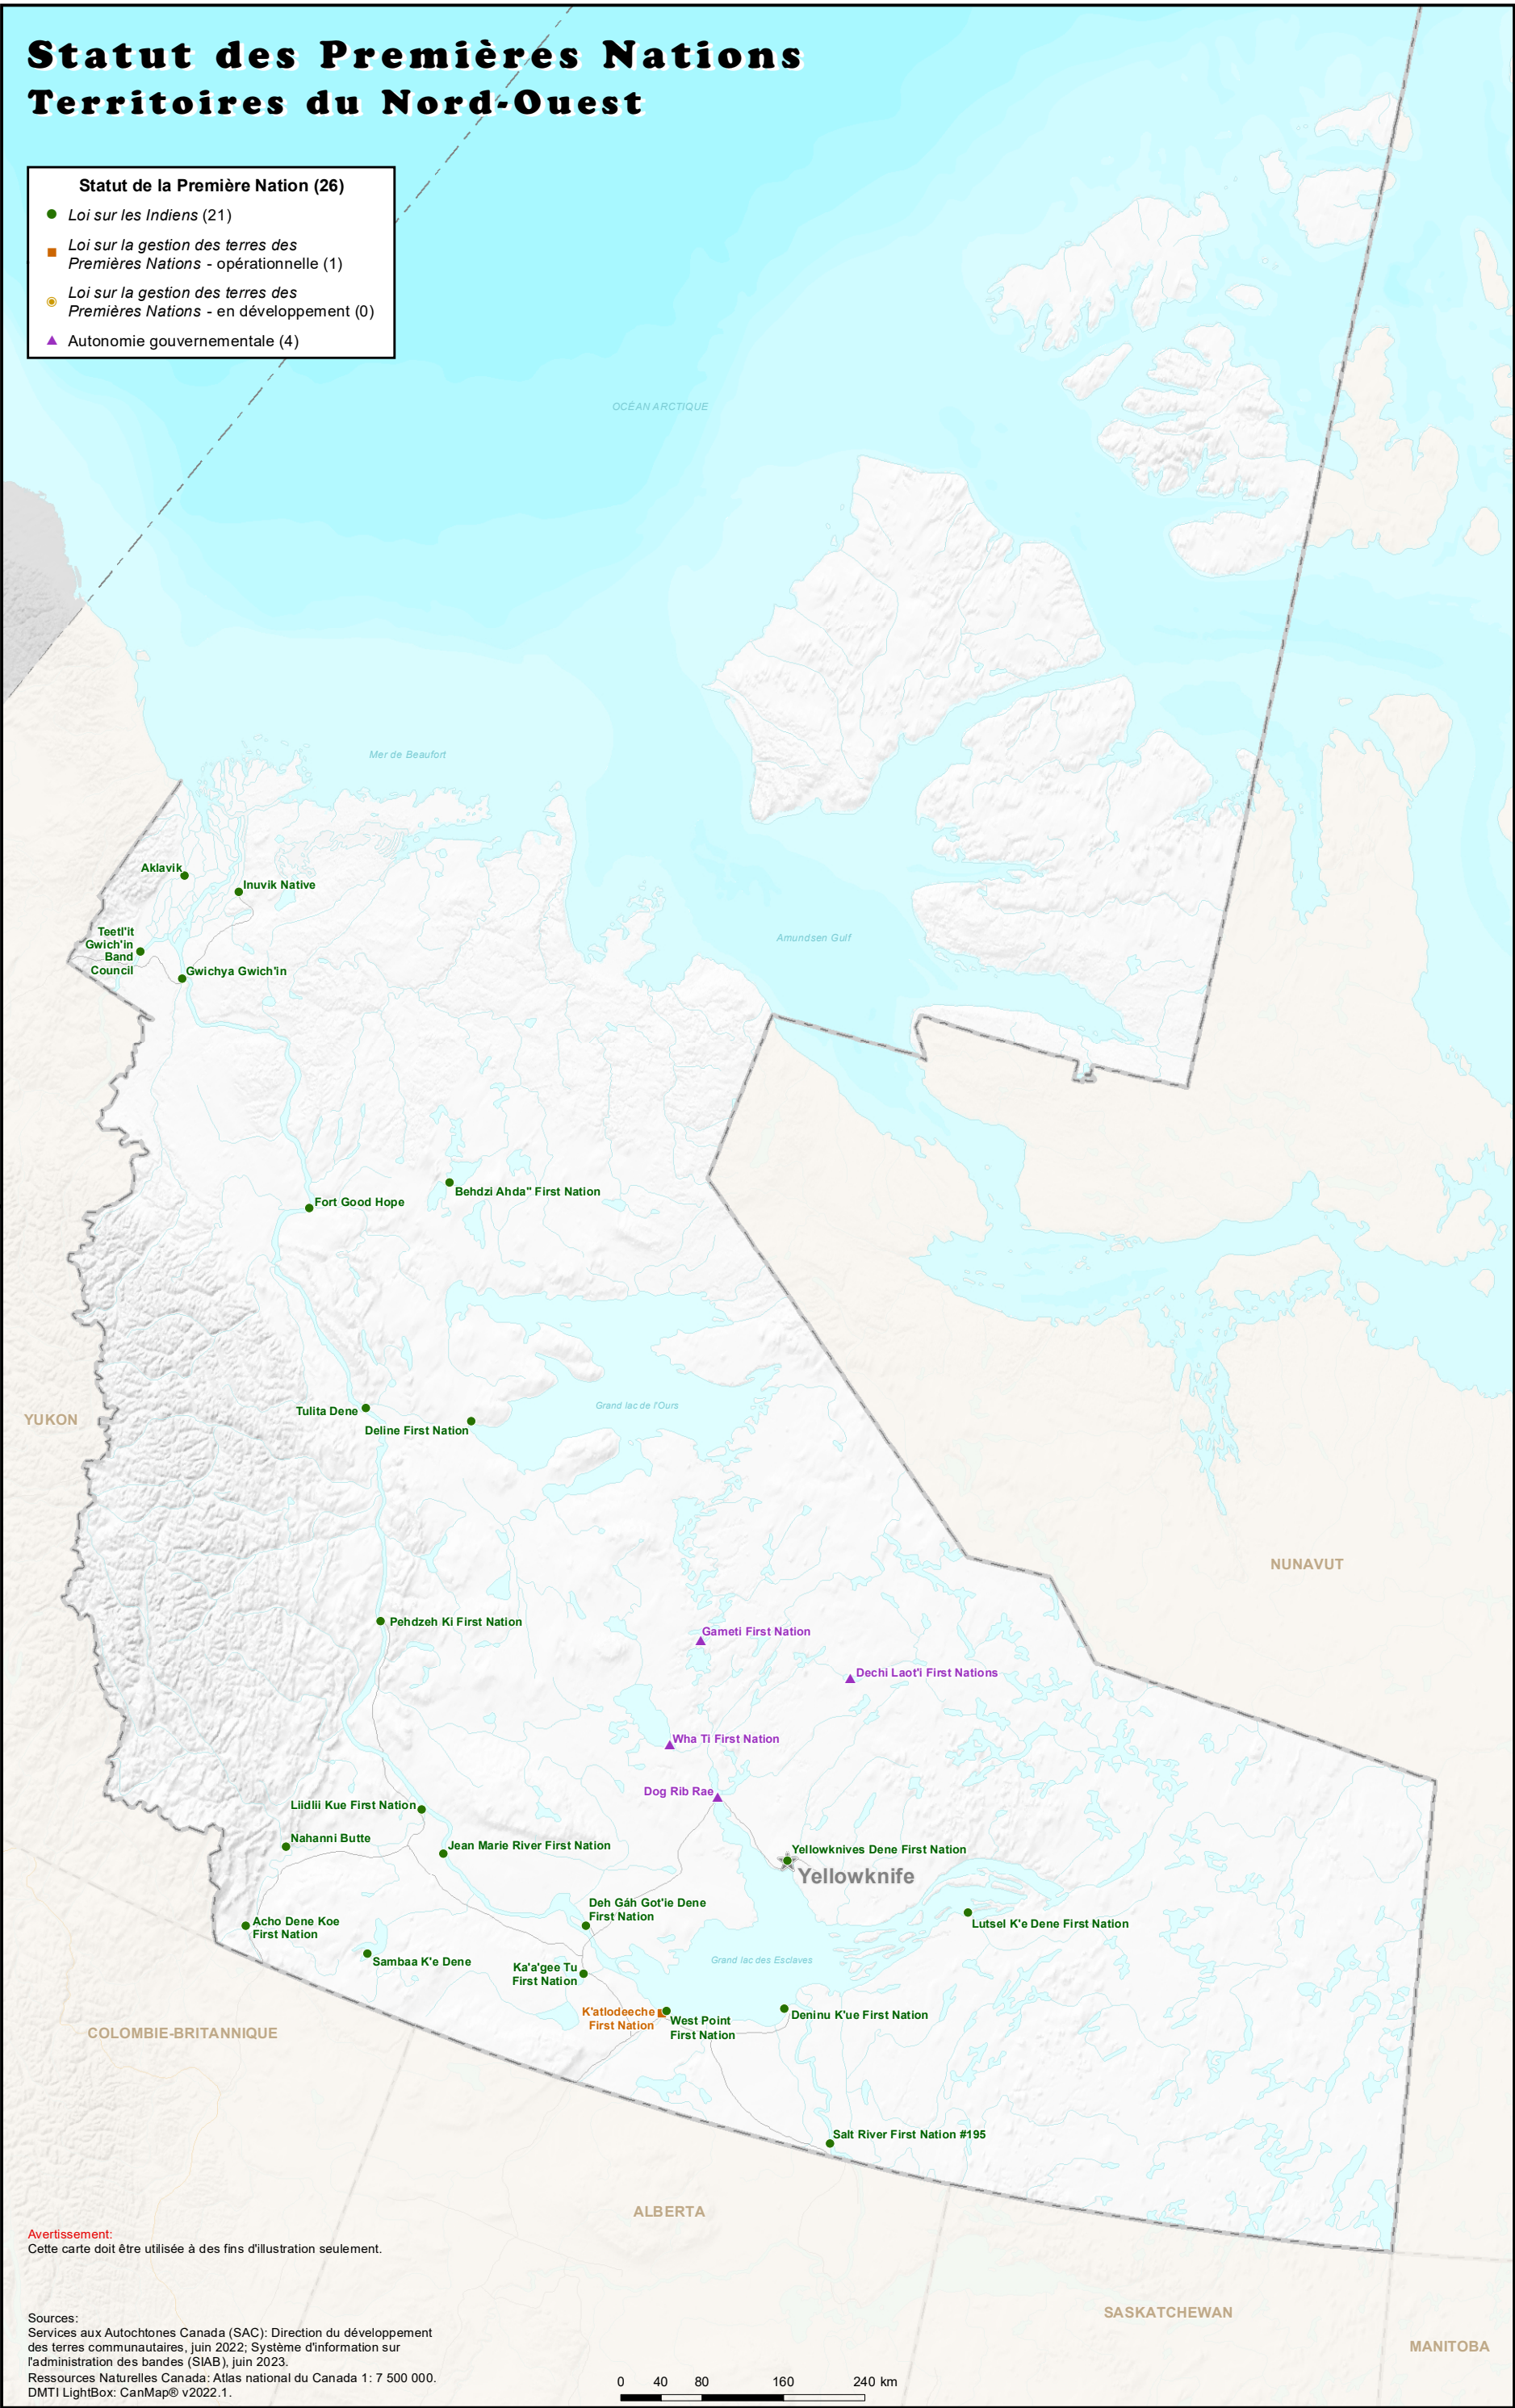 Statut des Premières Nations
Territoires du Nord-Ouest
Statut de la Première Nation (26)
Loi sur les Indiens (21)
Loi sur la gestion des terres des
Premières Nations - opérationnelle (1)
Loi sur la gestion des terres des
Premières Nations - en développement (0)
Autonomie gouvernementale (4)
OCÉAN ARCTIQUE
Mer de Beaufort
Aklavik
Inuvik Native
Teetl'it
Gwich'in
Band
Council
Gwichya Gwich'in
Amundsen Gulf
Behdzi Ahda" First Nation
Fort Good Hope
Grand lac de l'Ours
Tulita Dene
YUKON
Deline First Nation
NUNAVUT
Pehdzeh Ki First Nation
Gameti First Nation
Dechi Laot'i First Nations
Wha Ti First Nation
Dog Rib Rae
Liidlii Kue First Nation
Nahanni Butte
Jean Marie River First Nation
Yellowknives Dene First Nation
Yellowknife
Deh Gáh Got'ie Dene
First Nation
Acho Dene Koe
First Nation
Lutsel K'e Dene First Nation
Sambaa K'e Dene
Grand lac des Esclaves
Ka'a'gee Tu
First Nation
K'atlodeeche
First Nation
West Point
First Nation
Deninu K'ue First Nation
COLOMBIE-BRITANNIQUE
Salt River First Nation #195
ALBERTA
SASKATCHEWAN
MANITOBA
Avertissement:
Cette carte doit être utilisée à des fins d'illustration seulement.
Sources:
Services aux Autochtones Canada (SAC): Direction du développement
des terres communautaires, juin 2022; Système d'information sur
l'administration des bandes (SIAB), juin 2023.
Ressources Naturelles Canada: Atlas national du Canada 1: 7 500 000.
DMTI LightBox: CanMap® v2022.1.
0 40 80 160 240 km